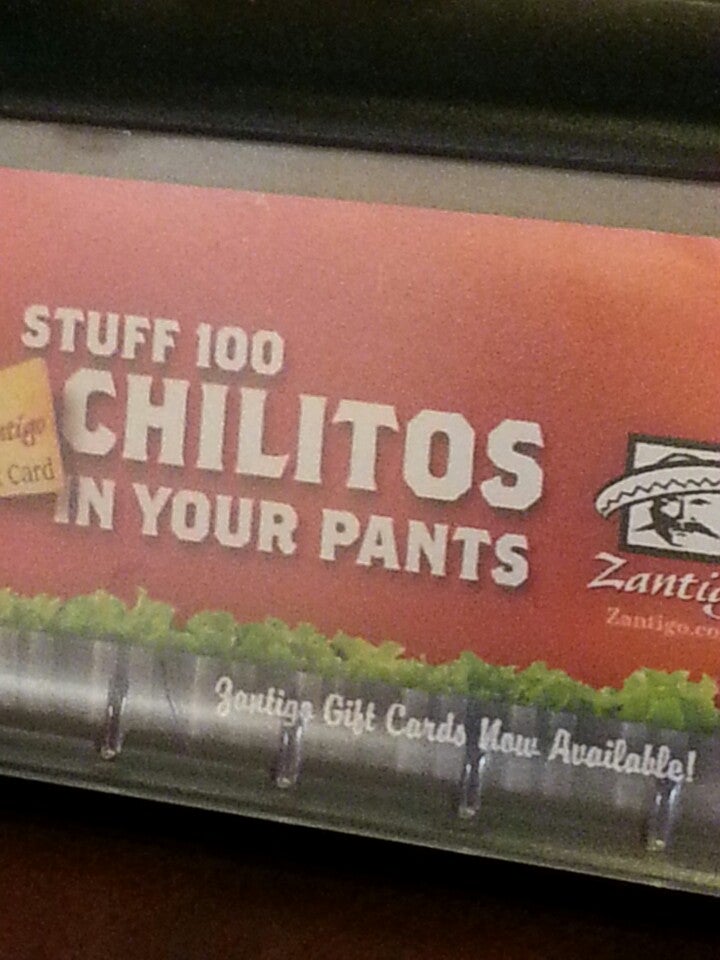 STUFF 100
CHILITOS
IN YOUR PANTS
Card
Zantigo Gift Cards Now Available!